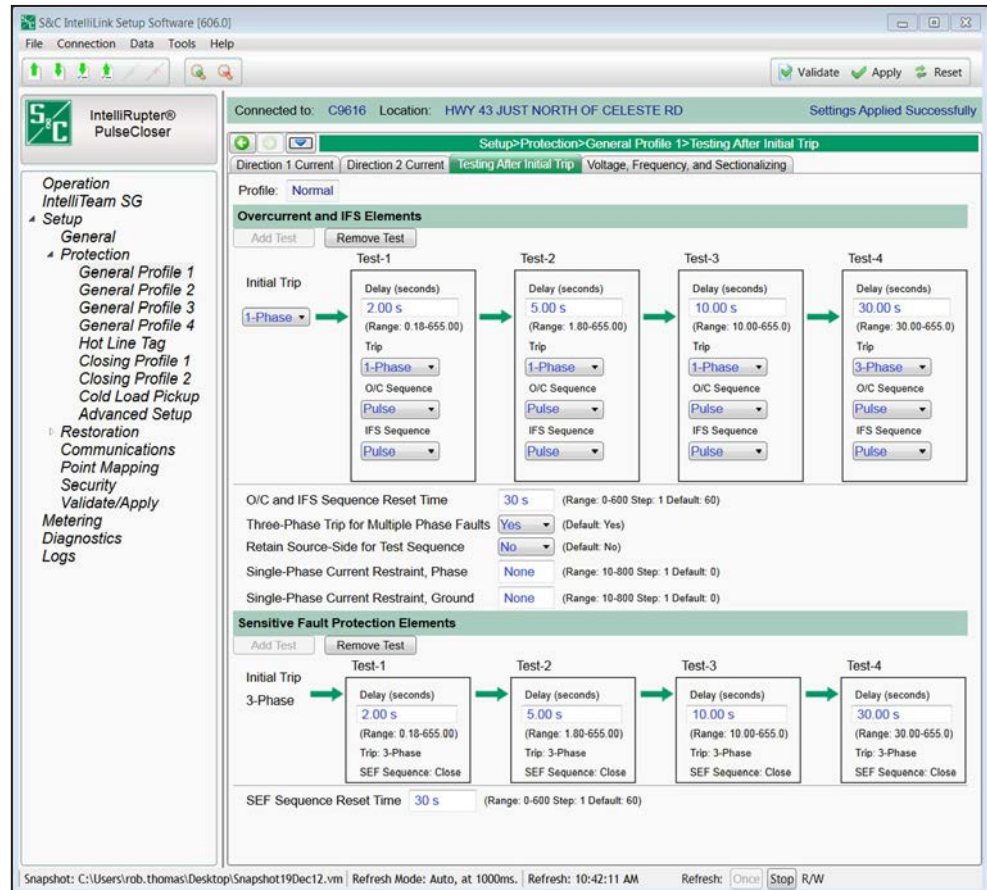 S&C IntelliLink Setup Software [606.0]
File Connection Data Tools Help
Validate Apply Reset
S&C
IntelliRupter®
PulseCloser
Connected to: C9616 Location: HWY 43 JUST NORTH OF CELESTE RD Settings Applied Successfully
Setup>Protection>General Profile 1>Testing After Initial Trip
Direction 1 Current Direction 2 Current Testing After Initial Trip Voltage, Frequency, and Sectionalizing
Operation
IntelliTeam SG
Setup
General
Protection
General Profile 1
General Profile 2
General Profile 3
General Profile 4
Hot Line Tag
Closing Profile 1
Closing Profile 2
Cold Load Pickup
Advanced Setup
Restoration
Communications
Point Mapping
Security
Validate/Apply
Metering
Diagnostics
Logs
Profile: Normal
Overcurrent and IFS Elements
Add Test Remove Test
Test-1 Test-2 Test-3 Test-4
Initial Trip
1-Phase
Delay (seconds) Delay (seconds) Delay (seconds) Delay (seconds)
2.00 s 5.00 s 10.00 s 30.00 s
(Range: 0.18-655.00) (Range: 1.80-655.00) (Range: 10.00-655.0) (Range: 30.00-655.0)
Trip Trip Trip Trip
1-Phase 1-Phase 1-Phase 3-Phase
O/C Sequence O/C Sequence O/C Sequence O/C Sequence
Pulse Pulse Pulse Pulse
IFS Sequence IFS Sequence IFS Sequence IFS Sequence
Pulse Pulse Pulse Pulse
O/C and IFS Sequence Reset Time 30 s (Range: 0-600 Step: 1 Default: 60)
Three-Phase Trip for Multiple Phase Faults Yes (Default: Yes)
Retain Source-Side for Test Sequence No (Default: No)
Single-Phase Current Restraint, Phase None (Range: 10-800 Step: 1 Default: 0)
Single-Phase Current Restraint, Ground None (Range: 10-800 Step: 1 Default: 0)
Sensitive Fault Protection Elements
Add Test Remove Test
Test-1 Test-2 Test-3 Test-4
Initial Trip
3-Phase
Delay (seconds) Delay (seconds) Delay (seconds) Delay (seconds)
2.00 s 5.00 s 10.00 s 30.00 s
(Range: 0.18-655.00) (Range: 1.80-655.00) (Range: 10.00-655.0) (Range: 30.00-655.0)
Trip: 3-Phase Trip: 3-Phase Trip: 3-Phase Trip: 3-Phase
SEF Sequence: Close SEF Sequence: Close SEF Sequence: Close SEF Sequence: Close
SEF Sequence Reset Time 30 s (Range: 0-600 Step: 1 Default: 60)
Snapshot: C:\Users\rob.thomas\Desktop\Snapshot19Dec12.vm Refresh Mode: Auto, at 1000ms. Refresh: 10:42:11 AM Refresh: Once Stop R/W